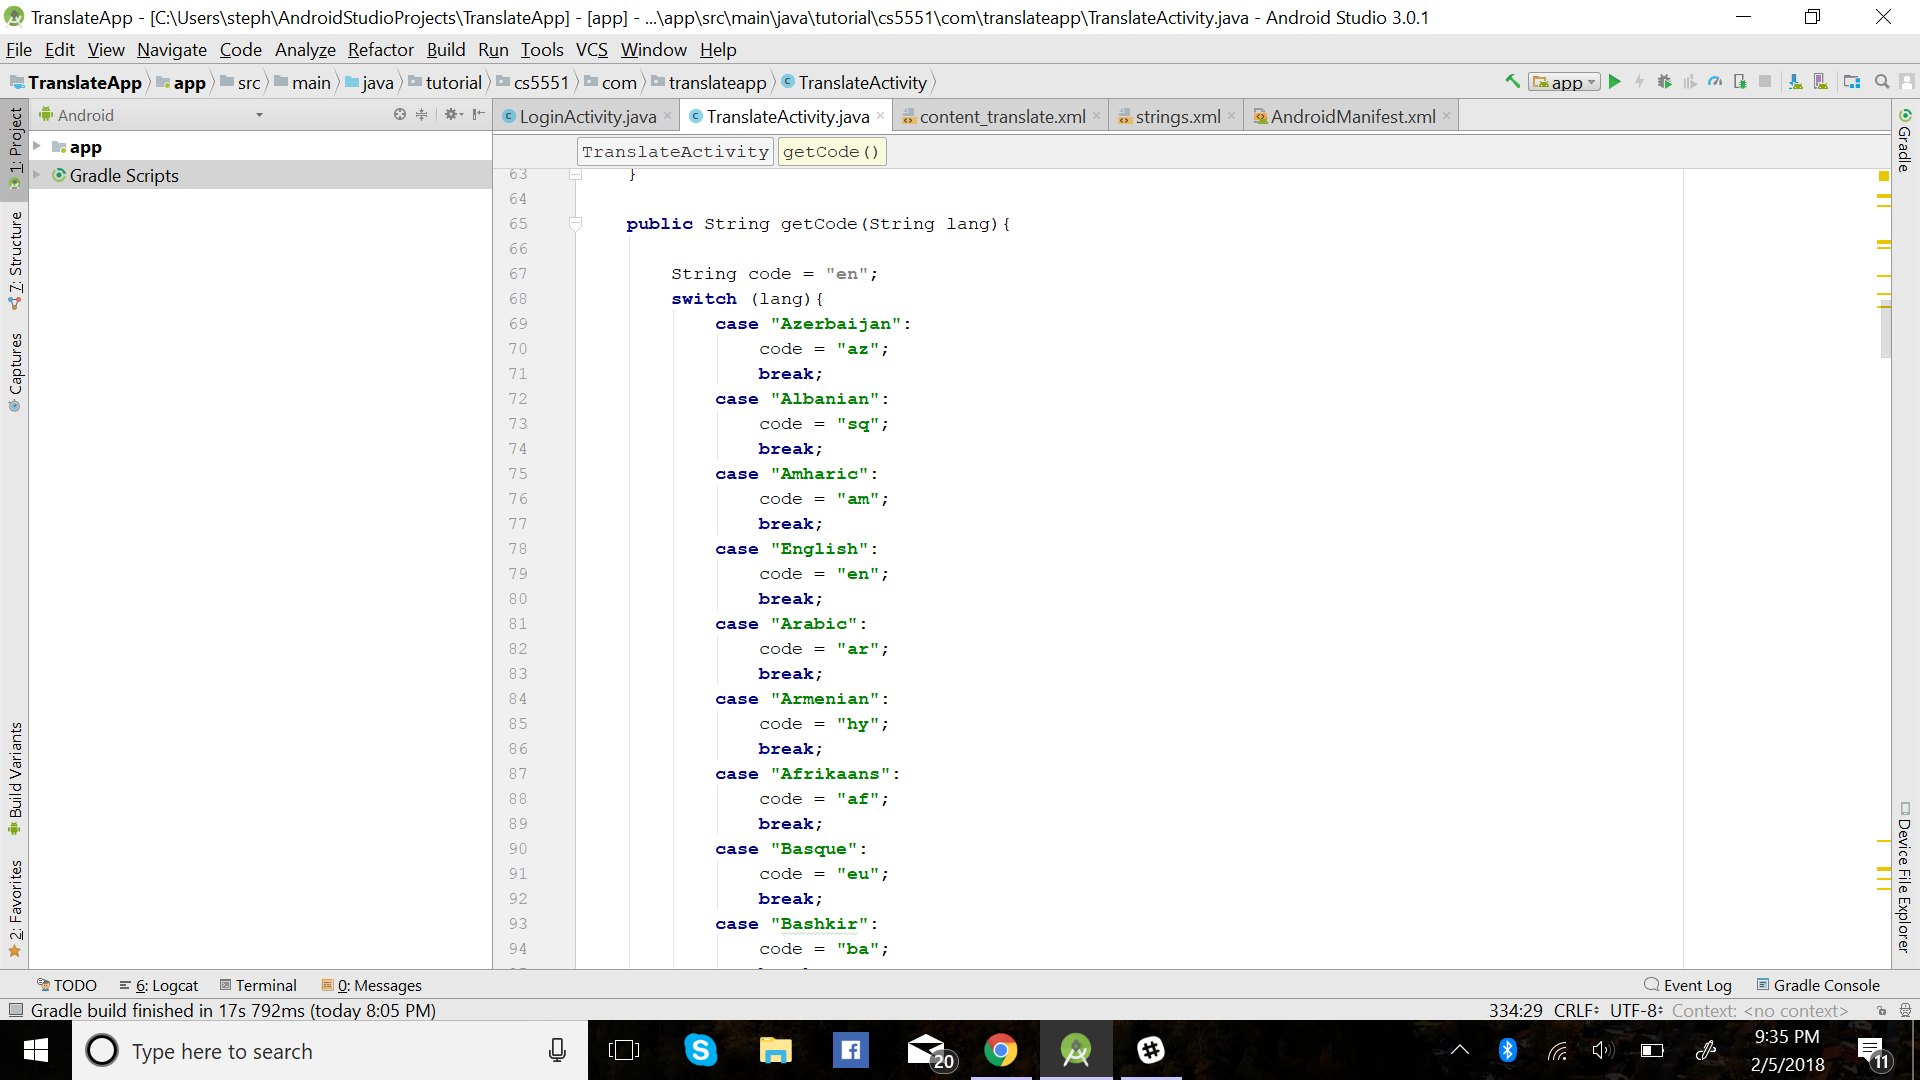 TranslateApp - [C:\Users\steph\AndroidStudioProjects\TranslateApp] - [app] - ...\app\src\main\java\tutorial\cs5551\com\translateapp\TranslateActivity.java - Android Studio 3.0.1
File Edit View Navigate Code Analyze Refactor Build Run Tools VCS Window Help
TranslateApp app src main java tutorial cs5551 com translateapp TranslateActivity
app
1: Project
Android
LoginActivity.java TranslateActivity.java content_translate.xml strings.xml AndroidManifest.xml
Gradle
app
Gradle Scripts
TranslateActivity getCode()
7: Structure
Captures
Build Variants
2: Favorites
63 }
64
65 public String getCode(String lang){
66
67 String code = "en";
68 switch (lang){
69 case "Azerbaijan":
70 code = "az";
71 break;
72 case "Albanian":
73 code = "sq";
74 break;
75 case "Amharic":
76 code = "am";
77 break;
78 case "English":
79 code = "en";
80 break;
81 case "Arabic":
82 code = "ar";
83 break;
84 case "Armenian":
85 code = "hy";
86 break;
87 case "Afrikaans":
88 code = "af";
89 break;
90 case "Basque":
91 code = "eu";
92 break;
93 case "Bashkir":
94 code = "ba";
Device File Explorer
TODO 6: Logcat Terminal 0: Messages Event Log Gradle Console
Gradle build finished in 17s 792ms (today 8:05 PM) 334:29 CRLF UTF-8 Context: <no context>
Type here to search
20
9:35 PM
2/5/2018
11